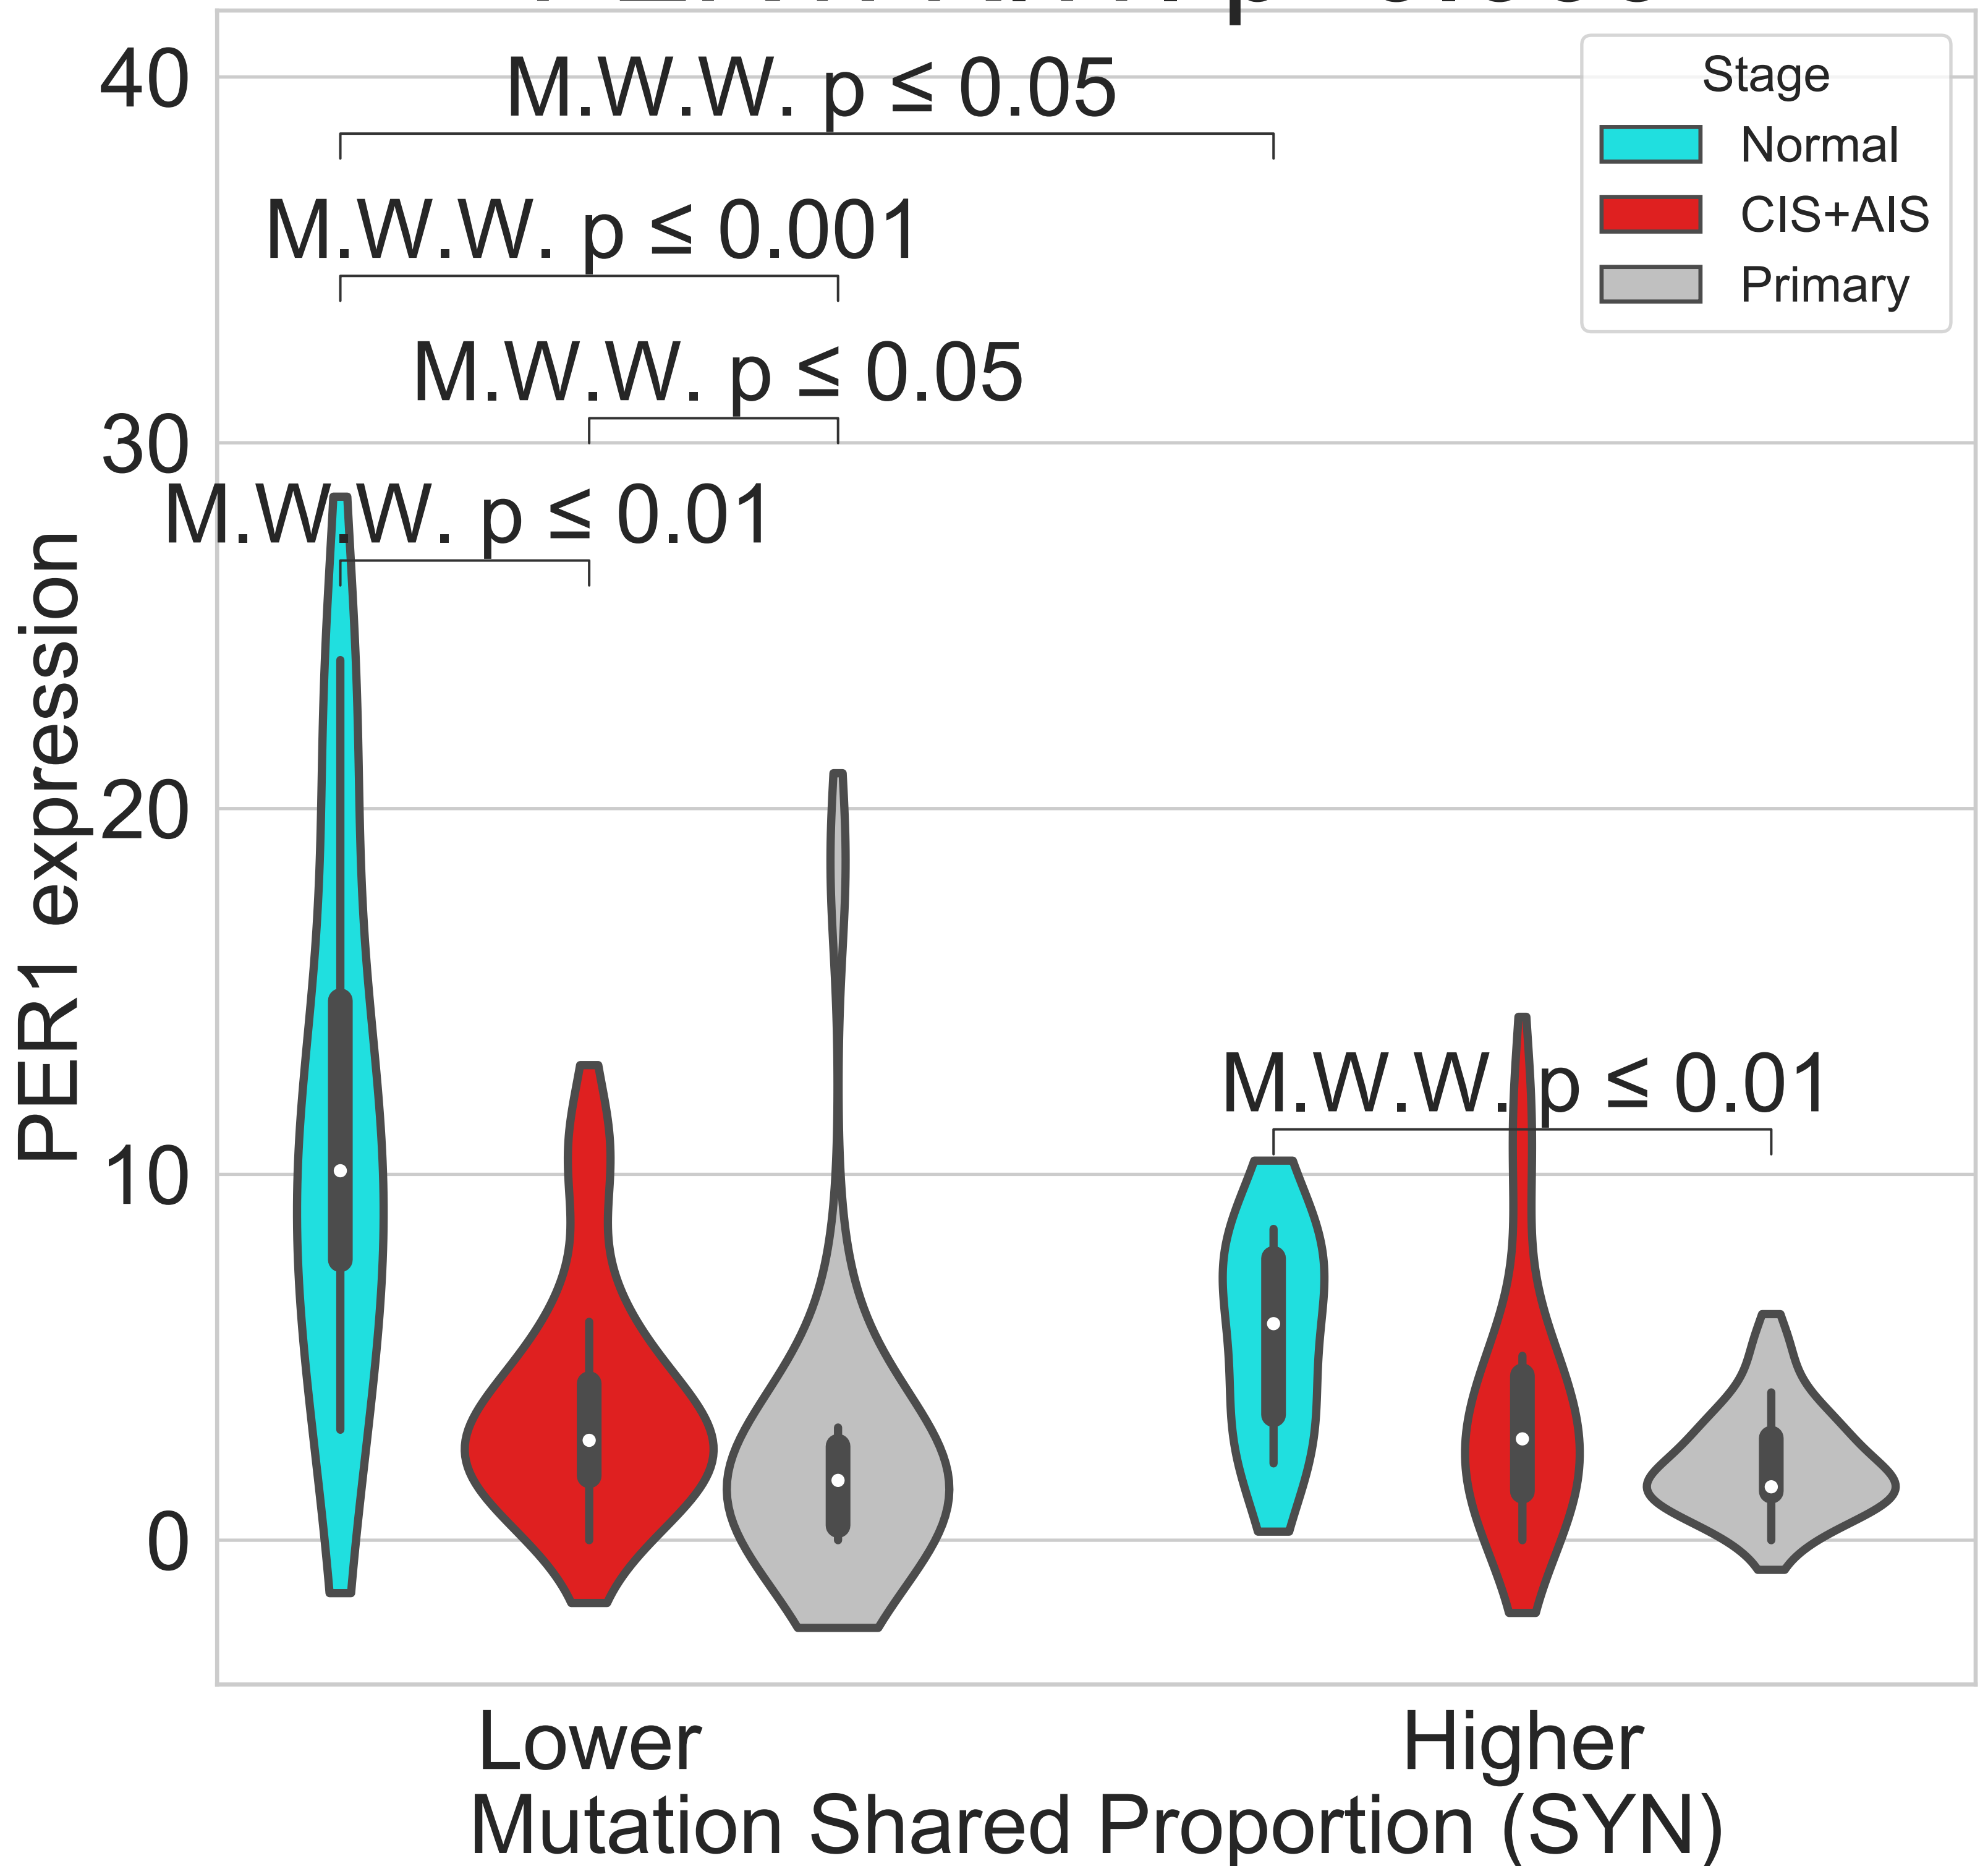 M.W.W. p ≤ 0.05
M.W.W. p ≤ 0.001
M.W.W. p ≤ 0.05
M.W.W. p ≤ 0.01
M.W.W. p ≤ 0.01
Stage
Normal
CIS+AIS
Primary
PER1 expression
40
30
20
10
0
Lower
Higher
Mutation Shared Proportion (SYN)